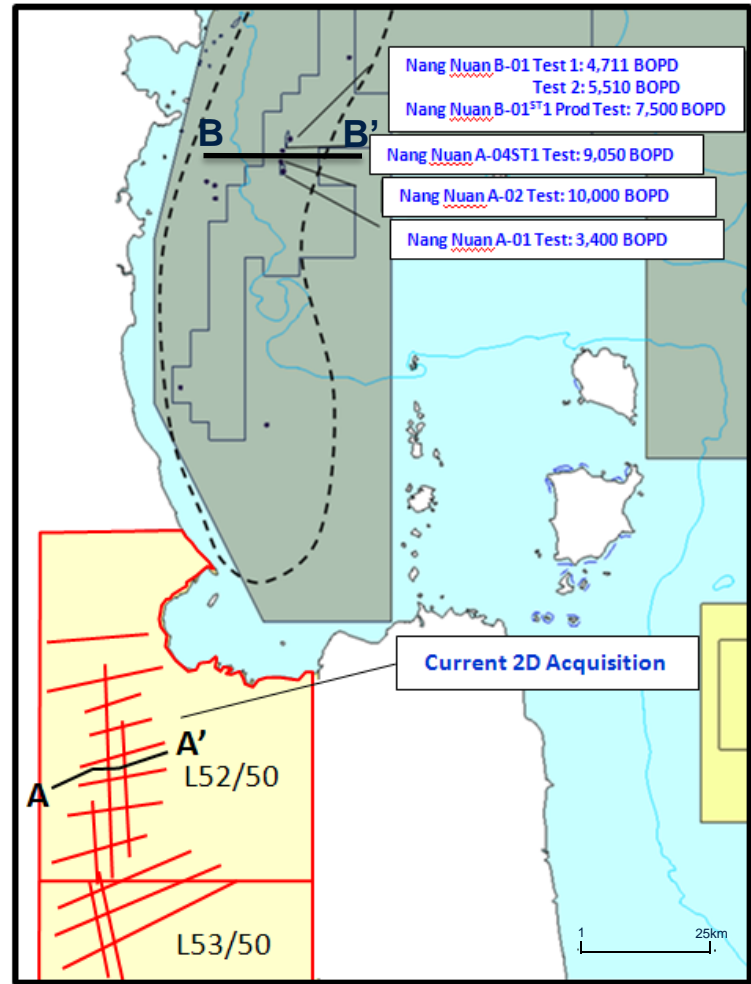 Nang Nuan B-01 Test 1: 4,711 BOPD
Test 2: 5,510 BOPD
Nang Nuan B-01ST1 Prod Test: 7,500 BOPD
B B'
Nang Nuan A-04ST1 Test: 9,050 BOPD
Nang Nuan A-02 Test: 10,000 BOPD
Nang Nuan A-01 Test: 3,400 BOPD
Current 2D Acquisition
A A'
L52/50
L53/50
1 25km